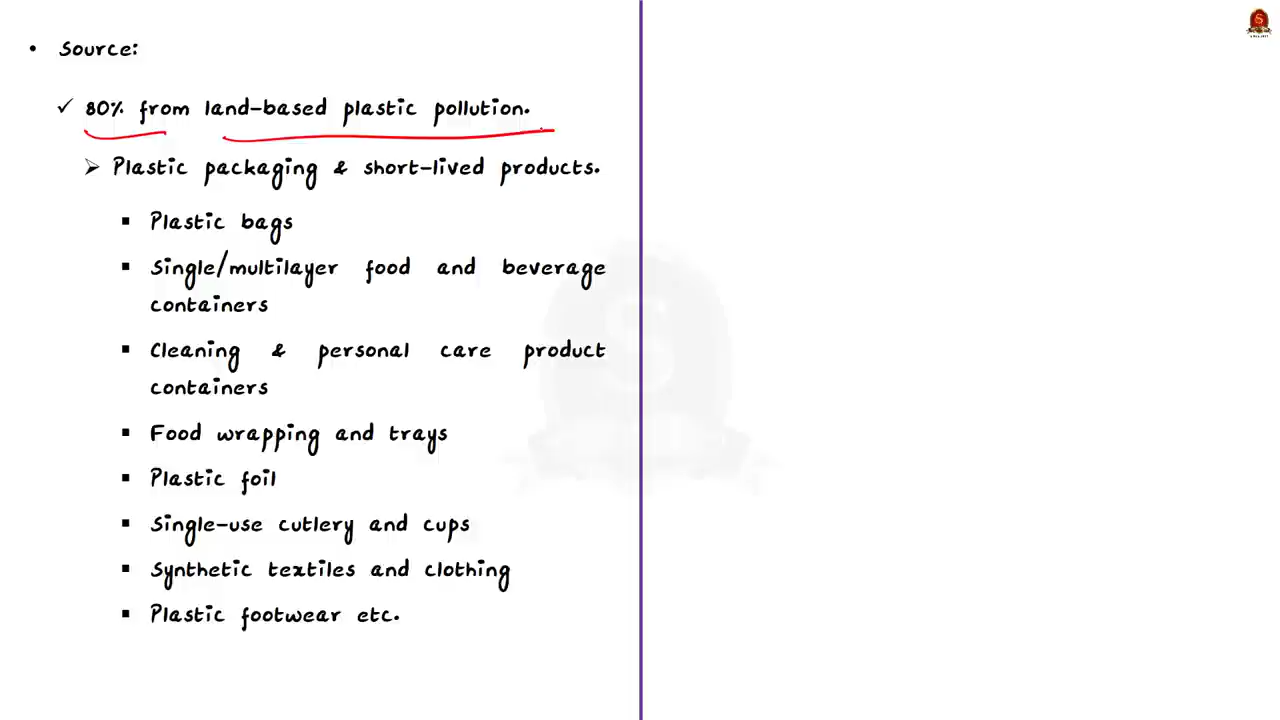 • Source:
✓ 80% from land-based plastic pollution.
➢ Plastic packaging & short-lived products.
▪ Plastic bags
▪ Single/multilayer food and beverage
containers
▪ Cleaning & personal care product
containers
▪ Food wrapping and trays
▪ Plastic foil
▪ Single-use cutlery and cups
▪ Synthetic textiles and clothing
▪ Plastic footwear etc.